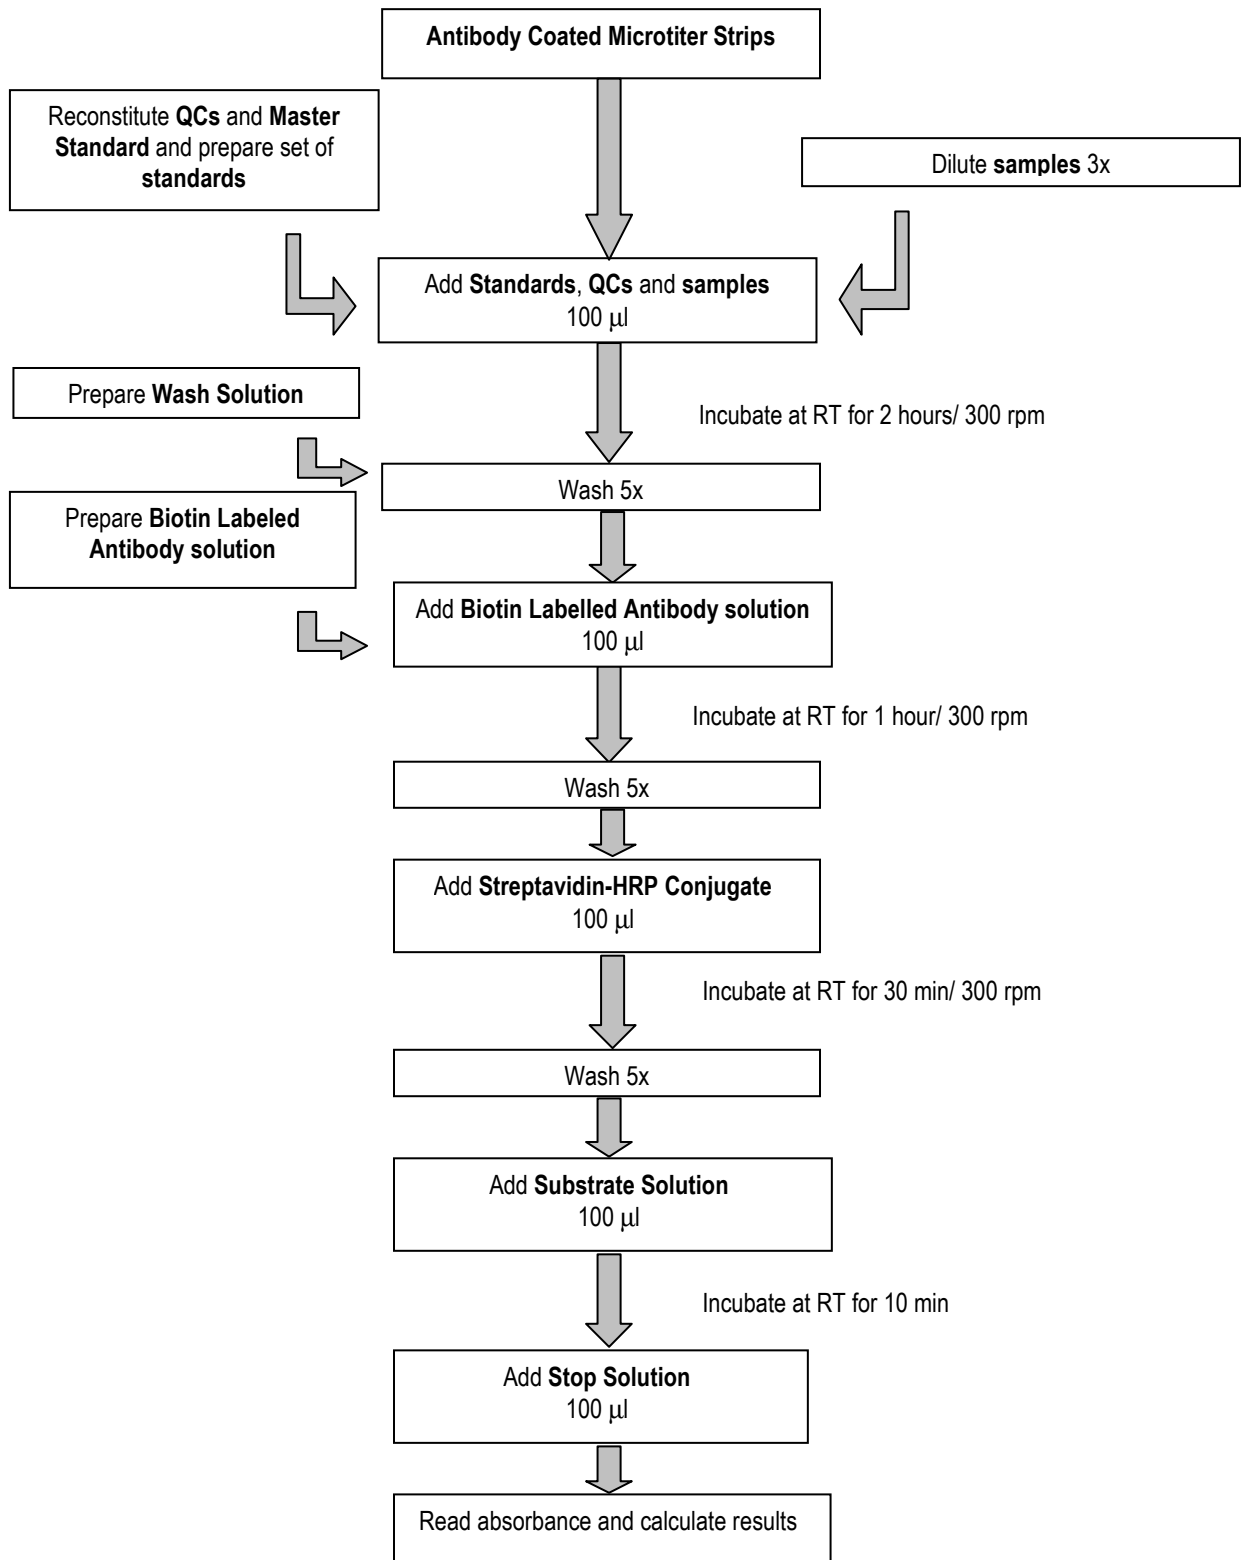 Antibody Coated Microtiter Strips
Reconstitute QCs and Master
Standard and prepare set of
standards
Dilute samples 3x
Add Standards, QCs and samples
100 μl
Prepare Wash Solution
Incubate at RT for 2 hours/ 300 rpm
Wash 5x
Prepare Biotin Labeled
Antibody solution
Add Biotin Labelled Antibody solution
100 μl
Incubate at RT for 1 hour/ 300 rpm
Wash 5x
Add Streptavidin-HRP Conjugate
100 μl
Incubate at RT for 30 min/ 300 rpm
Wash 5x
Add Substrate Solution
100 μl
Incubate at RT for 10 min
Add Stop Solution
100 μl
Read absorbance and calculate results